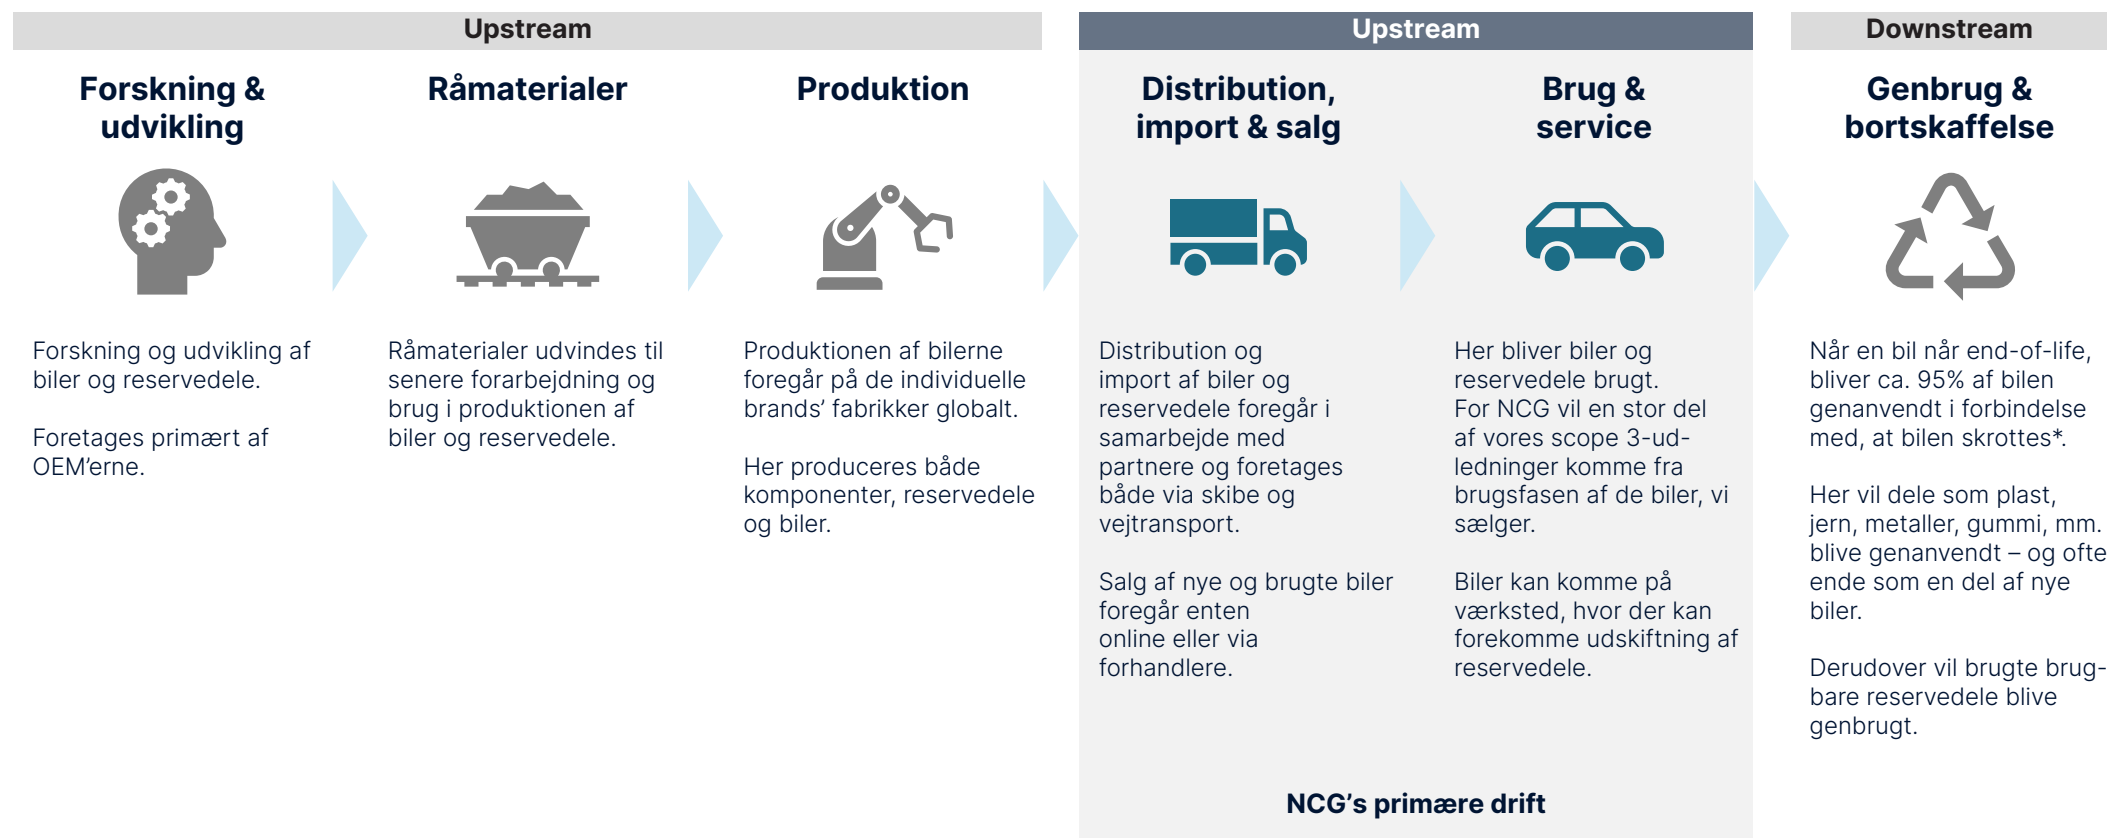 Upstream
Forskning &
udvikling
Forskning og udvikling af
biler og reservedele.
Foretages primært af
OEM’erne.
Råmaterialer
Råmaterialer udvindes til
senere forarbejdning og
brug i produktionen af
biler og reservedele.
Produktion
Produktionen af bilerne
foregår på de individuelle
brands’ fabrikker globalt.
Her produceres både
komponenter, reservedele
og biler.
Upstream
Distribution,
import & salg
Distribution og
import af biler og
reservedele foregår i
samarbejde med
partnere og foretages
både via skibe og
vejtransport.
Salg af nye og brugte biler
foregår enten
online eller via
forhandlere.
Brug &
service
Her bliver biler og
reservedele brugt.
For NCG vil en stor del
af vores scope 3-ud-
ledninger komme fra
brugsfasen af de biler, vi
sælger.
Biler kan komme på
værksted, hvor der kan
forekomme udskiftning af
reservedele.
NCG’s primære drift
Downstream
Genbrug &
bortskaffelse
Når en bil når end-of-life,
bliver ca. 95% af bilen
genanvendt i forbindelse
med, at bilen skrottes*.
Her vil dele som plast,
jern, metaller, gummi, mm.
blive genanvendt – og ofte
ende som en del af nye
biler.
Derudover vil brugte brug-
bare reservedele blive
genbrugt.